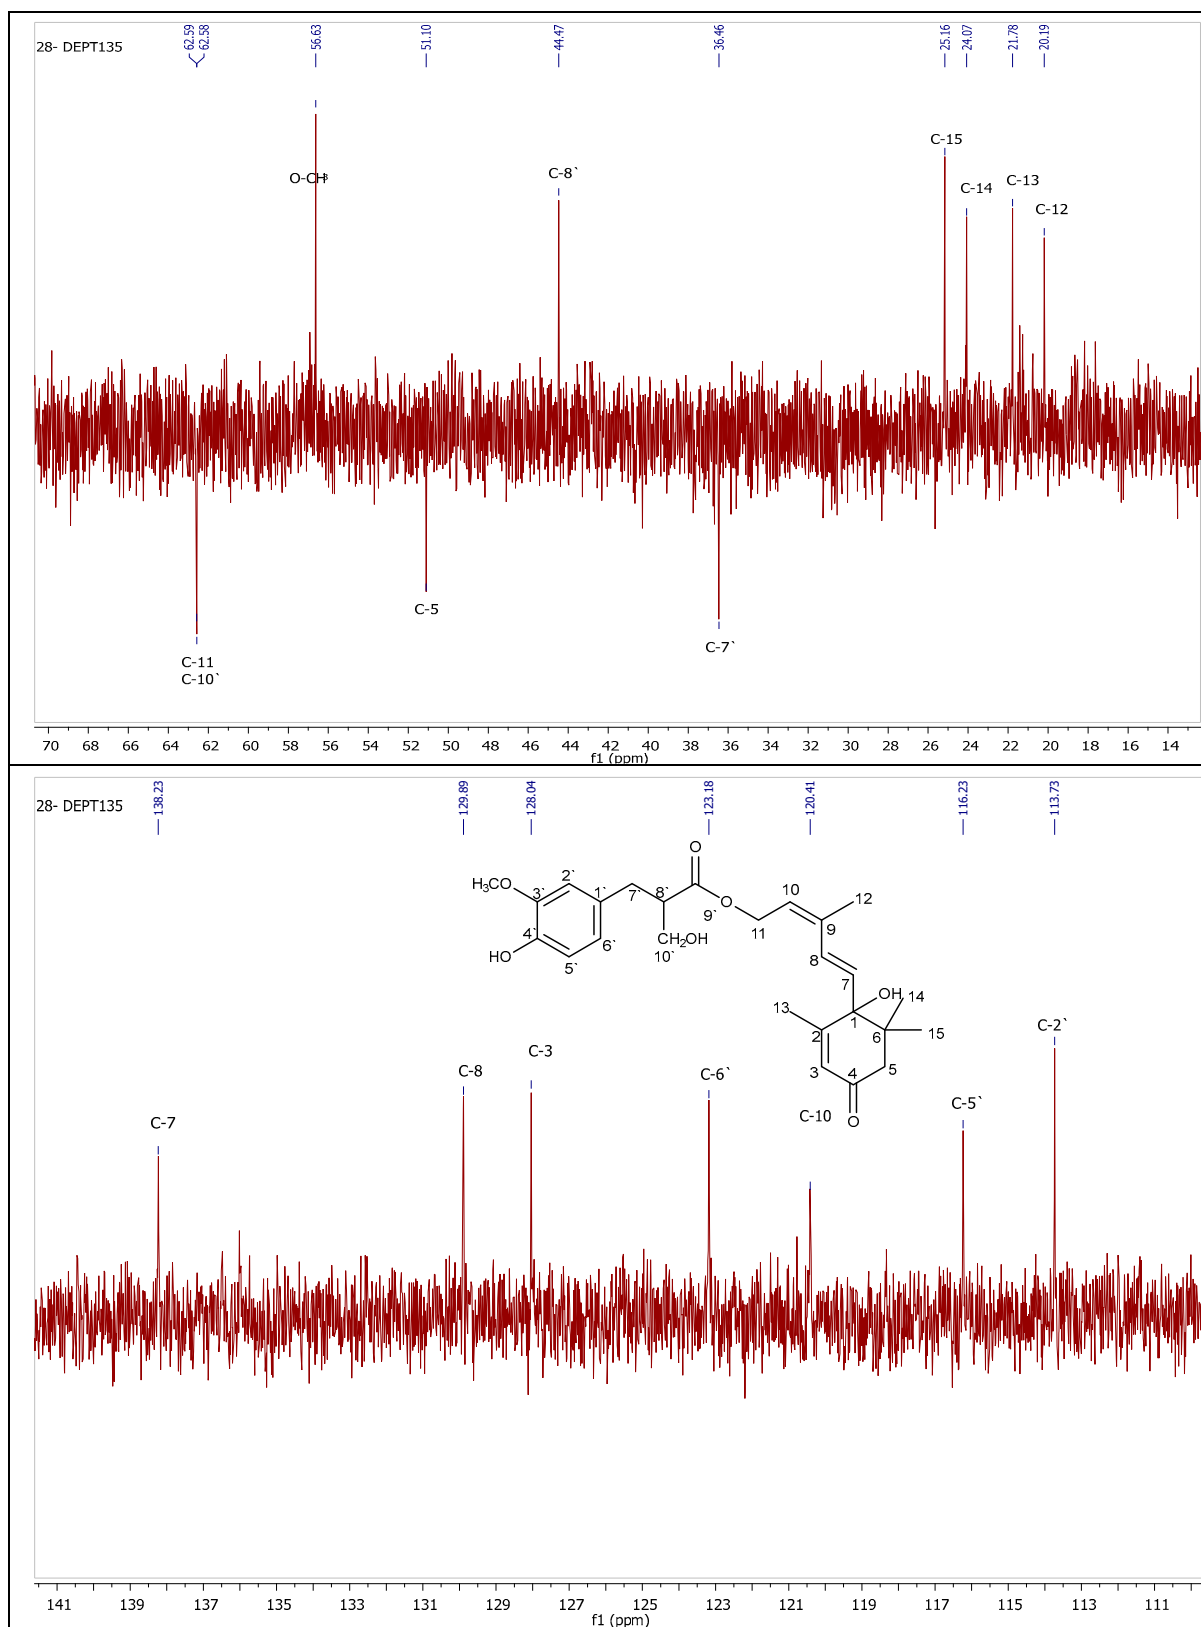 62.59
62.58
56.63
51.10
44.47
36.46
25.16
24.07
21.78
20.19
28- DEPT135
C-15
C-8`
O-CH³
C-14
C-13
C-12
C-5
C-7`
C-11
C-10`
70 68 66 64 62 60 58 56 54 52 50 48 46 44 42 40 38 36 34 32 30 28 26 24 22 20 18 16 14
f1 (ppm)
138.23
129.89
128.04
123.18
120.41
116.23
113.73
28- DEPT135
O
H₃CO
2`
3`
1`
7`
8`
O
9`
10
12
11
9
4`
6`
CH₂OH
10`
HO
5`
8
7
OH
14
13
1
2
6
15
3
4
5
O
C-2`
C-3
C-8
C-6`
C-5`
C-10
C-7
141 139 137 135 133 131 129 127 125 123 121 119 117 115 113 111
f1 (ppm)